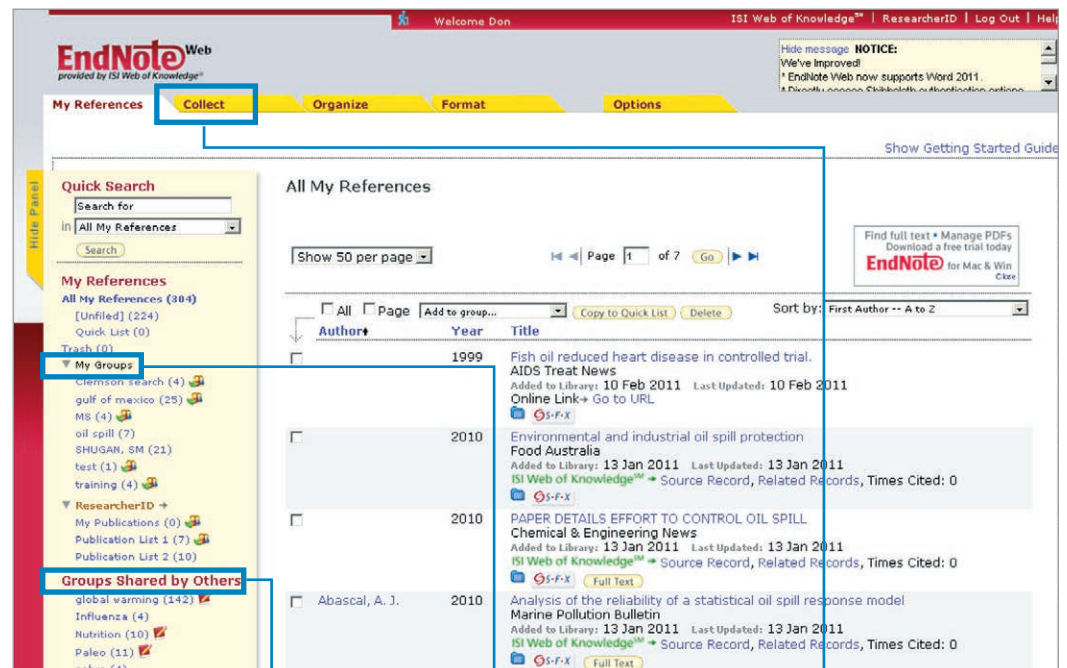 Welcome Don
ISI Web of Knowledge℠ | ResearcherID | Log Out | Help
EndNote Web
provided by ISI Web of Knowledge℠
Hide message NOTICE:
We've Improved!
* EndNote Web now supports Word 2011.
My References
Collect
Organize
Format
Options
Show Getting Started Guide
Hide Panel
Quick Search
Search for
in All My References
Search
My References
All My References (304)
[Unfiled] (224)
Quick List (0)
Trash (0)
▼ My Groups
Clemson search (4)
gulf of mexico (25)
MS (4)
oil spill (7)
SHUGAN, SM (21)
test (1)
training (4)
▼ ResearcherID →
My Publications (0)
Publication List 1 (7)
Publication List 2 (10)
Groups Shared by Others
global warming (142)
Influenza (4)
Nutrition (10)
Paleo (11)
All My References
Show 50 per page
Page 1 of 7 Go
Find full text • Manage PDFs
Download a free trial today
EndNote for Mac & Win
Close
All Page Add to group... Copy to Quick List Delete Sort by: First Author -- A to Z
Author Year Title
1999 Fish oil reduced heart disease in controlled trial.
AIDS Treat News
Added to Library: 10 Feb 2011 Last Updated: 10 Feb 2011
Online Link→ Go to URL
S·F·X
2010 Environmental and industrial oil spill protection
Food Australia
Added to Library: 13 Jan 2011 Last Updated: 13 Jan 2011
ISI Web of Knowledge℠ → Source Record, Related Records, Times Cited: 0
S·F·X
2010 PAPER DETAILS EFFORT TO CONTROL OIL SPILL
Chemical & Engineering News
Added to Library: 13 Jan 2011 Last Updated: 13 Jan 2011
ISI Web of Knowledge℠ → Source Record, Related Records, Times Cited: 0
S·F·X Full Text
Abascal, A. J. 2010 Analysis of the reliability of a statistical oil spill response model
Marine Pollution Bulletin
Added to Library: 13 Jan 2011 Last Updated: 13 Jan 2011
ISI Web of Knowledge℠ → Source Record, Related Records, Times Cited: 0
S·F·X Full Text